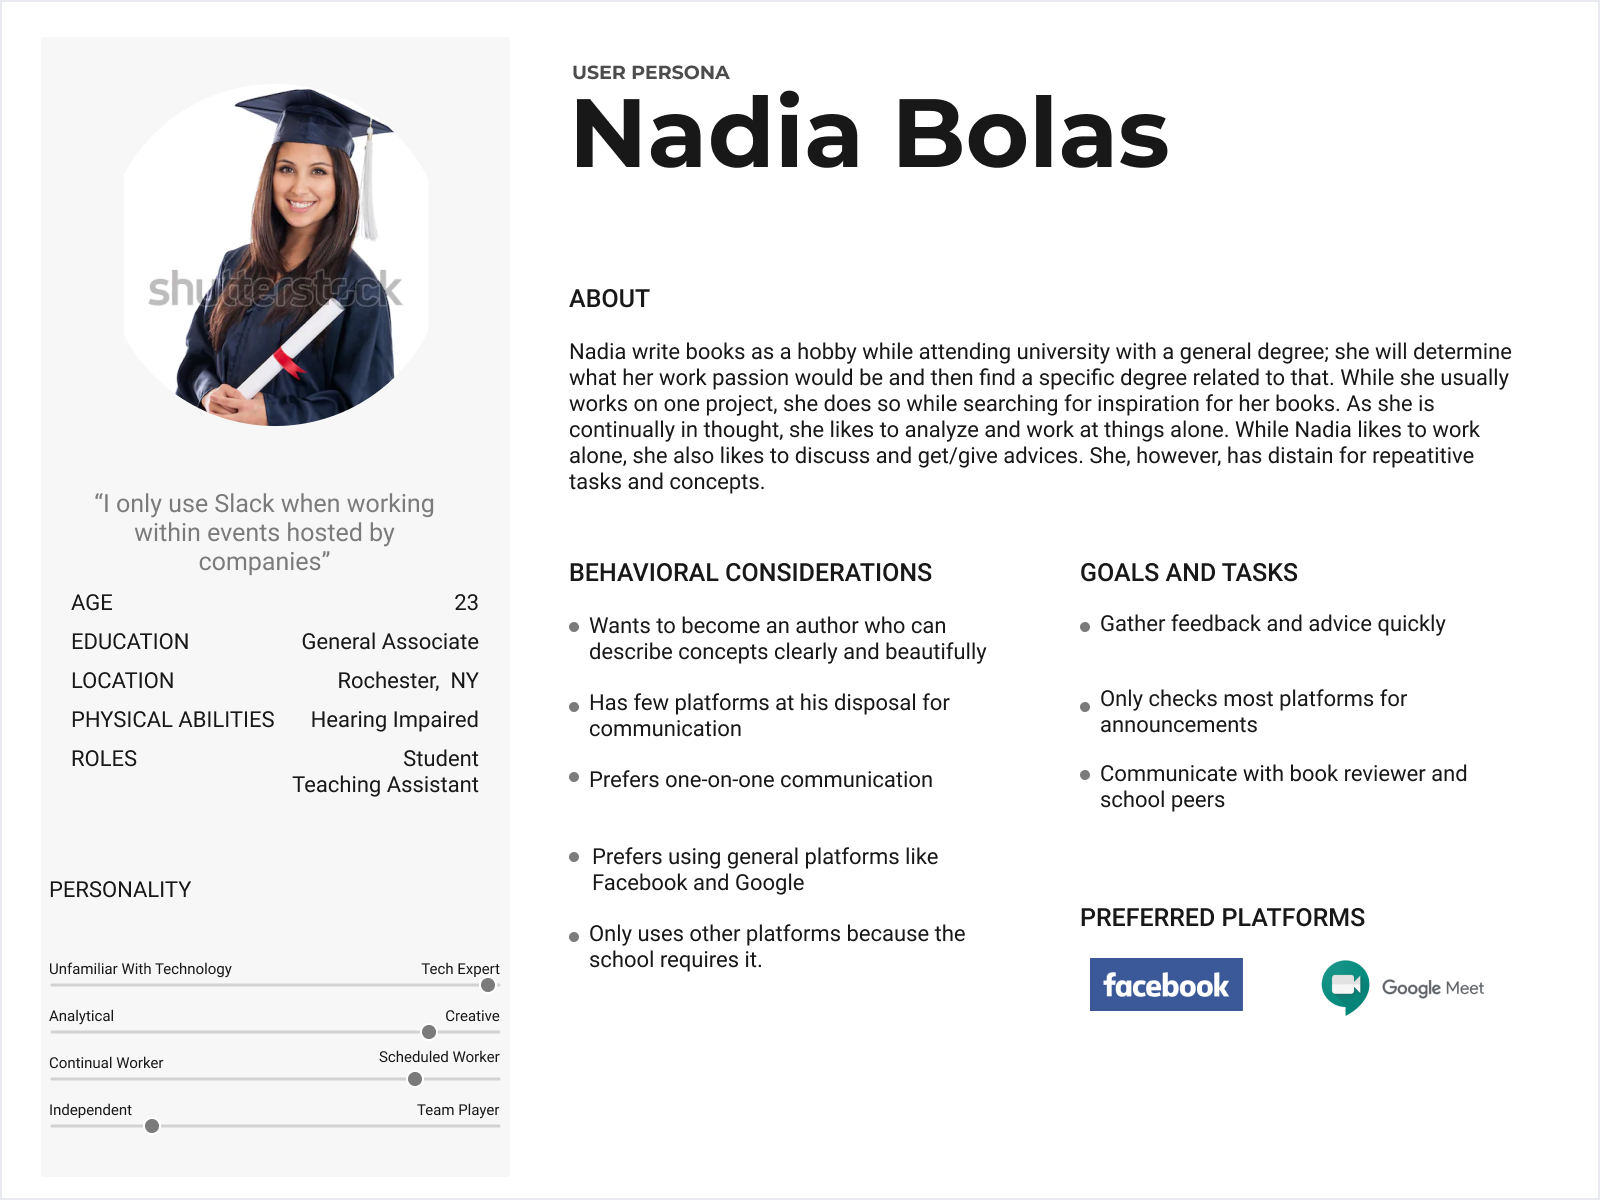 shutterstock
“I only use Slack when working
within events hosted by
companies”
AGE 23
EDUCATION General Associate
LOCATION Rochester, NY
PHYSICAL ABILITIES Hearing Impaired
ROLES Student
Teaching Assistant
PERSONALITY
Unfamiliar With Technology Tech Expert
Analytical Creative
Continual Worker Scheduled Worker
Independent Team Player
USER PERSONA
Nadia Bolas
ABOUT
Nadia write books as a hobby while attending university with a general degree; she will determine
what her work passion would be and then find a specific degree related to that. While she usually
works on one project, she does so while searching for inspiration for her books. As she is
continually in thought, she likes to analyze and work at things alone. While Nadia likes to work
alone, she also likes to discuss and get/give advices. She, however, has distain for repeatitive
tasks and concepts.
BEHAVIORAL CONSIDERATIONS
Wants to become an author who can
describe concepts clearly and beautifully
Has few platforms at his disposal for
communication
Prefers one-on-one communication
Prefers using general platforms like
Facebook and Google
Only uses other platforms because the
school requires it.
GOALS AND TASKS
Gather feedback and advice quickly
Only checks most platforms for
announcements
Communicate with book reviewer and
school peers
PREFERRED PLATFORMS
facebook
Google Meet